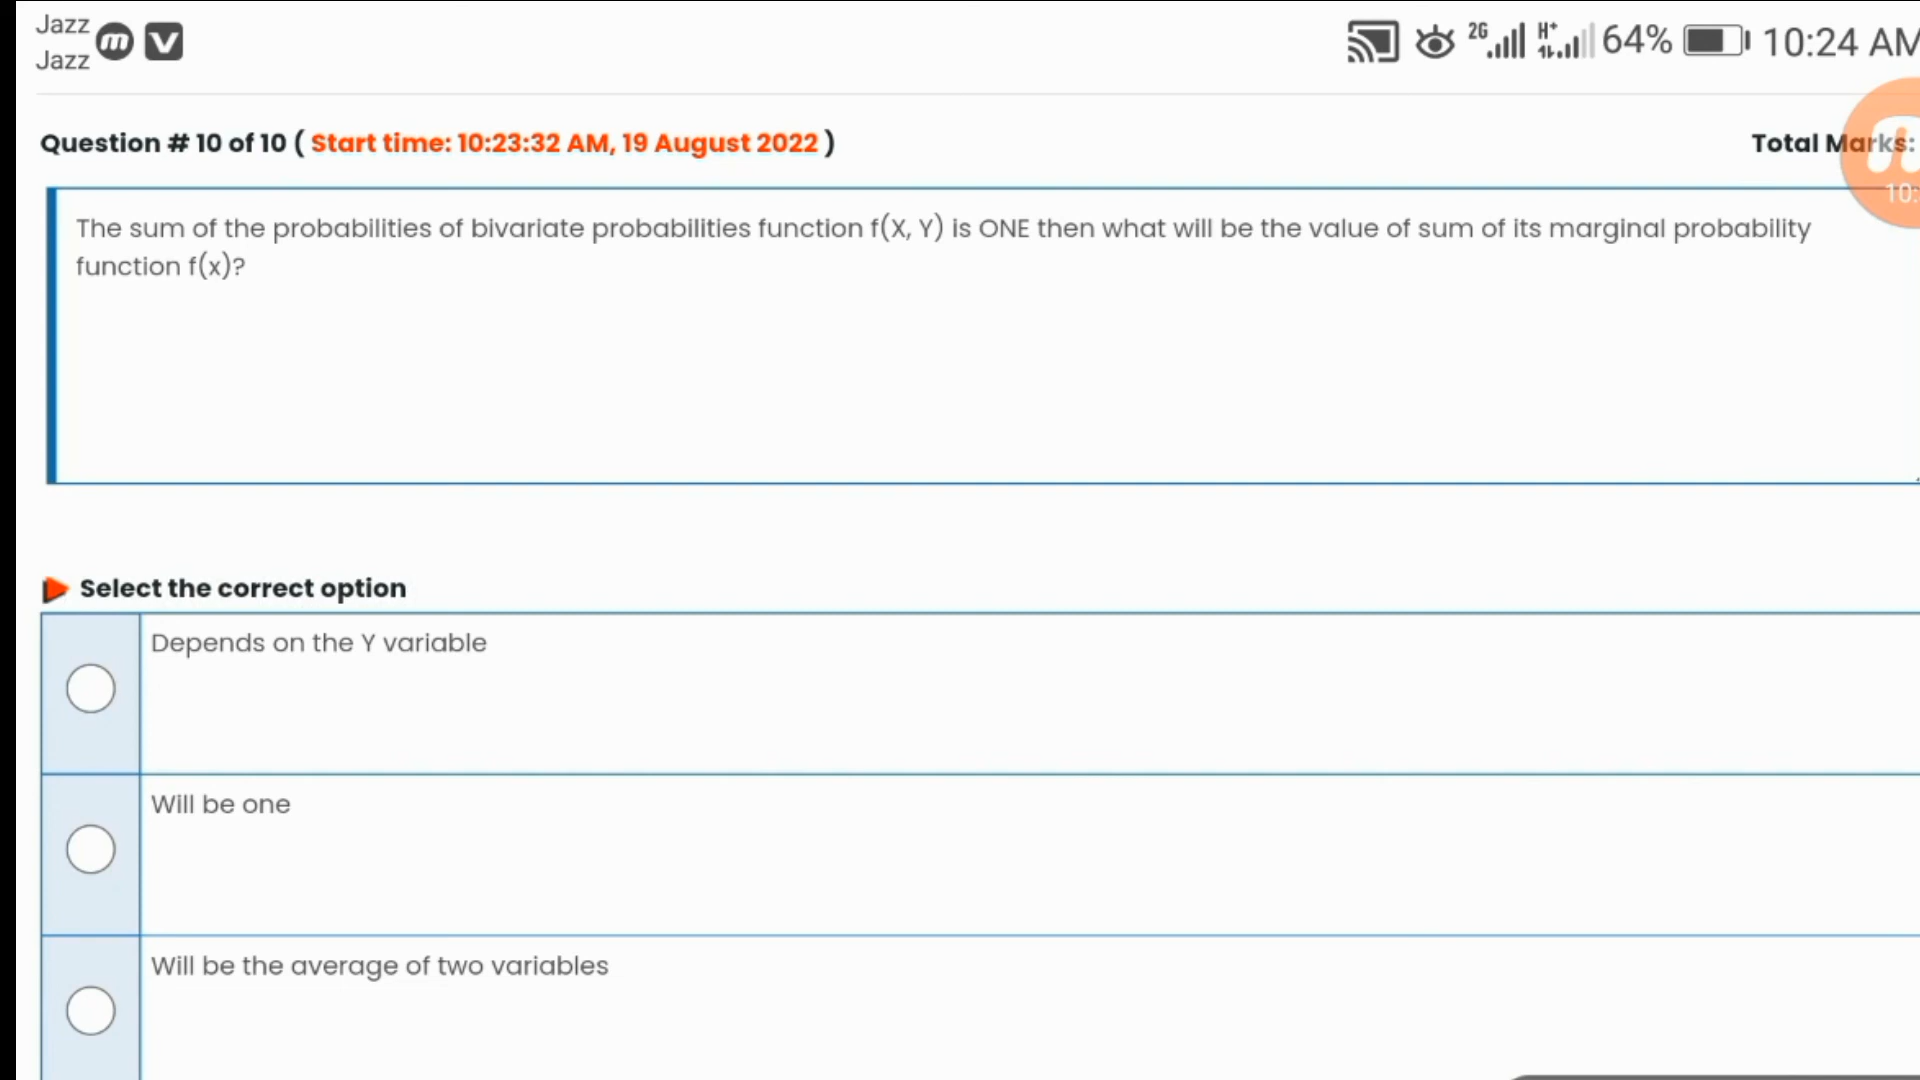 Jazz
Jazz
2G H+ 64% 10:24 AM
Question # 10 of 10 ( Start time: 10:23:32 AM, 19 August 2022 ) Total Marks:
10:
The sum of the probabilities of bivariate probabilities function f(X, Y) is ONE then what will be the value of sum of its marginal probability
function f(x)?
Select the correct option
Depends on the Y variable
Will be one
Will be the average of two variables